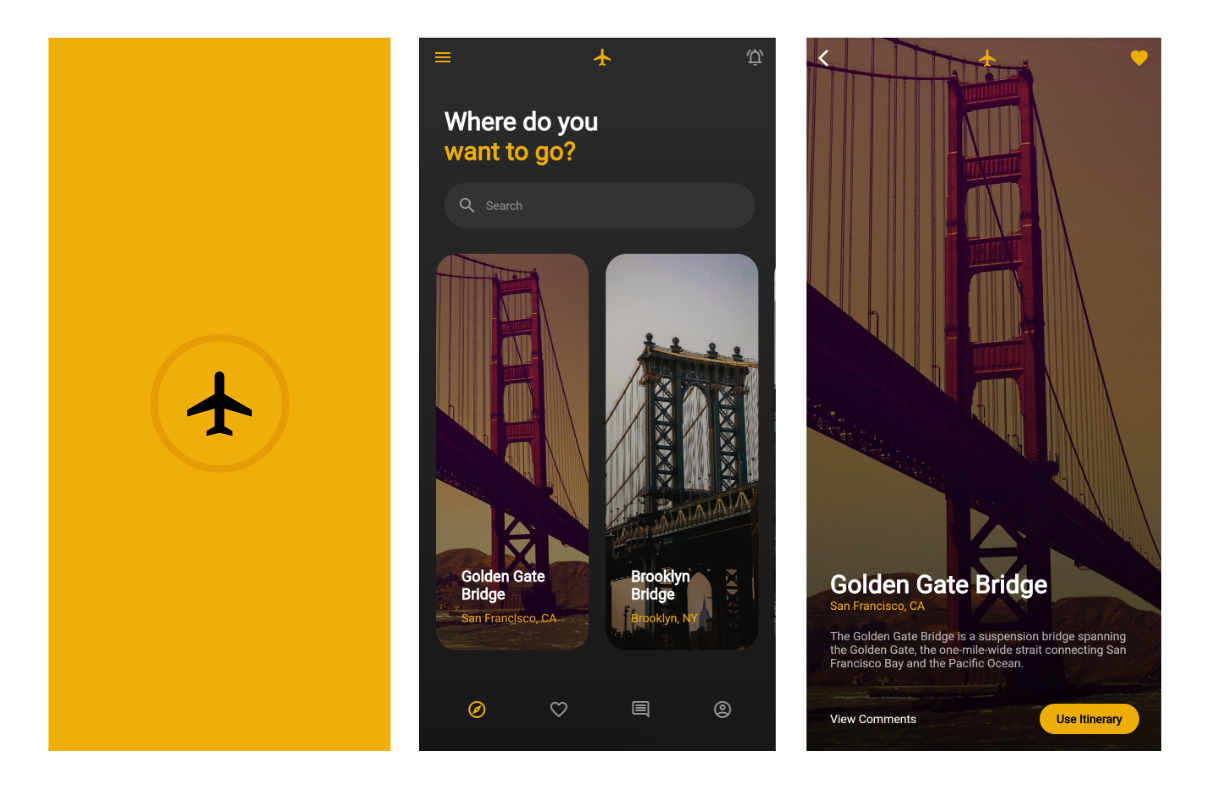 Where do you
want to go?
Search
Golden Gate
Bridge
San Francisco, CA
Brooklyn
Bridge
Brooklyn, NY
Golden Gate Bridge
San Francisco, CA
The Golden Gate Bridge is a suspension bridge spanning
the Golden Gate, the one-mile-wide strait connecting San
Francisco Bay and the Pacific Ocean.
View Comments
Use Itinerary